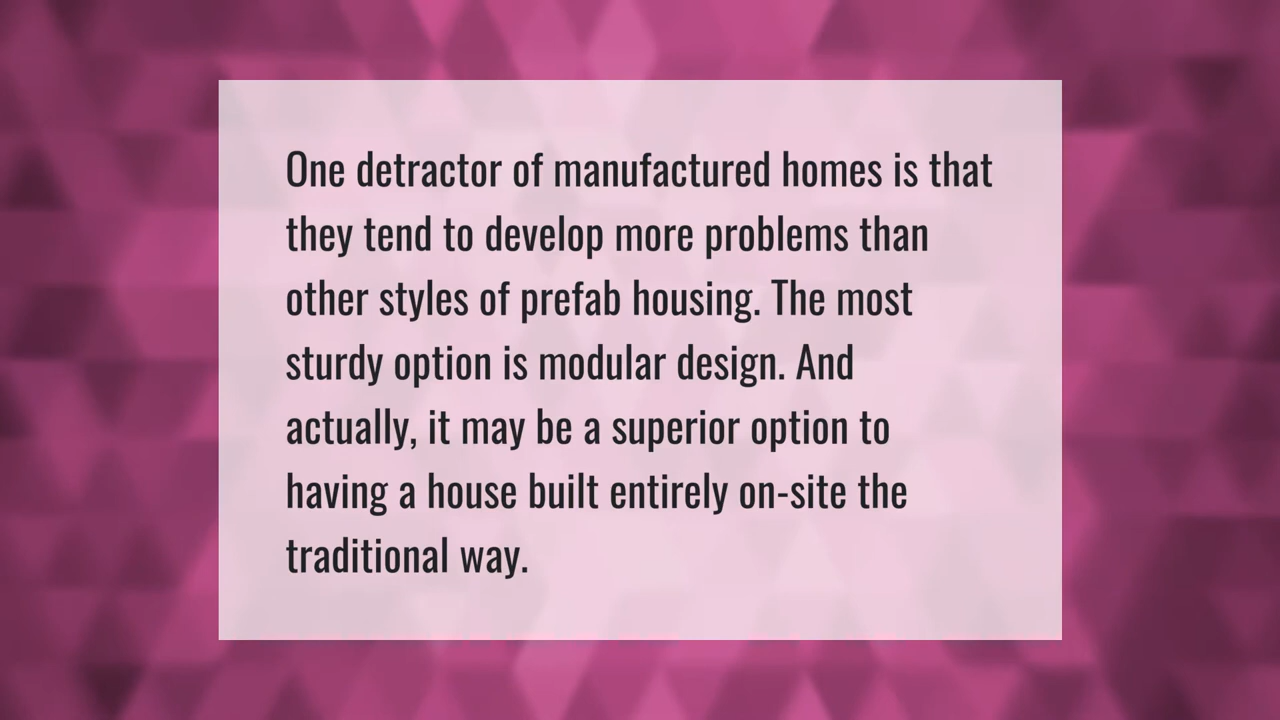 One detractor of manufactured homes is that
they tend to develop more problems than
other styles of prefab housing. The most
sturdy option is modular design. And
actually, it may be a superior option to
having a house built entirely on-site the
traditional way.